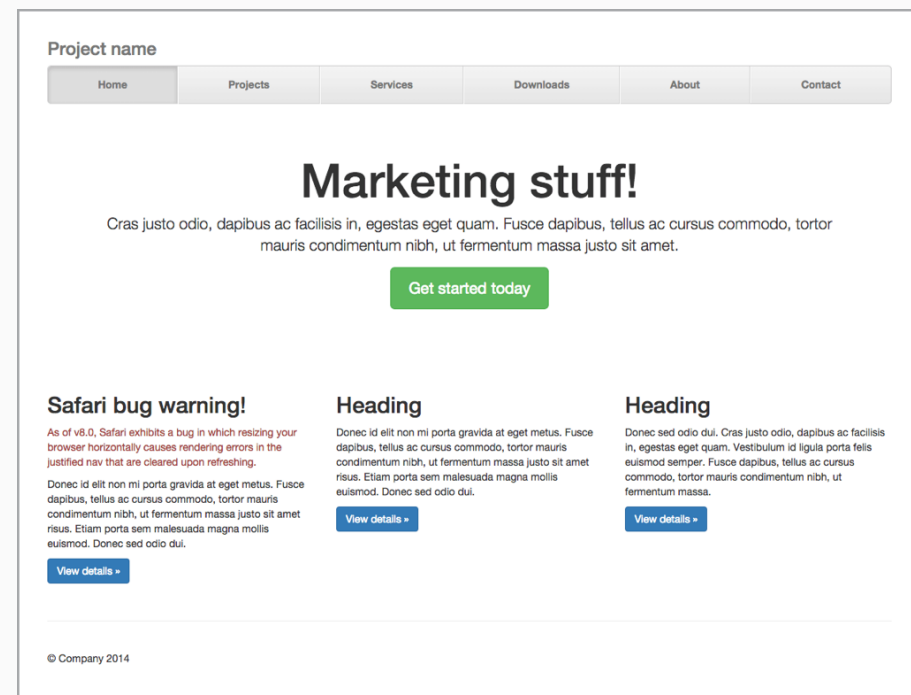 Project name
Home Projects Services Downloads About Contact
Marketing stuff!
Cras justo odio, dapibus ac facilisis in, egestas eget quam. Fusce dapibus, tellus ac cursus commodo, tortor
mauris condimentum nibh, ut fermentum massa justo sit amet.
Get started today
Safari bug warning!
As of v8.0, Safari exhibits a bug in which resizing your
browser horizontally causes rendering errors in the
justified nav that are cleared upon refreshing.
Donec id elit non mi porta gravida at eget metus. Fusce
dapibus, tellus ac cursus commodo, tortor mauris
condimentum nibh, ut fermentum massa justo sit amet
risus. Etiam porta sem malesuada magna mollis
euismod. Donec sed odio dui.
View details »
Heading
Donec id elit non mi porta gravida at eget metus. Fusce
dapibus, tellus ac cursus commodo, tortor mauris
condimentum nibh, ut fermentum massa justo sit amet
risus. Etiam porta sem malesuada magna mollis
euismod. Donec sed odio dui.
View details »
Heading
Donec sed odio dui. Cras justo odio, dapibus ac facilisis
in, egestas eget quam. Vestibulum id ligula porta felis
euismod semper. Fusce dapibus, tellus ac cursus
commodo, tortor mauris condimentum nibh, ut
fermentum massa.
View details »
© Company 2014